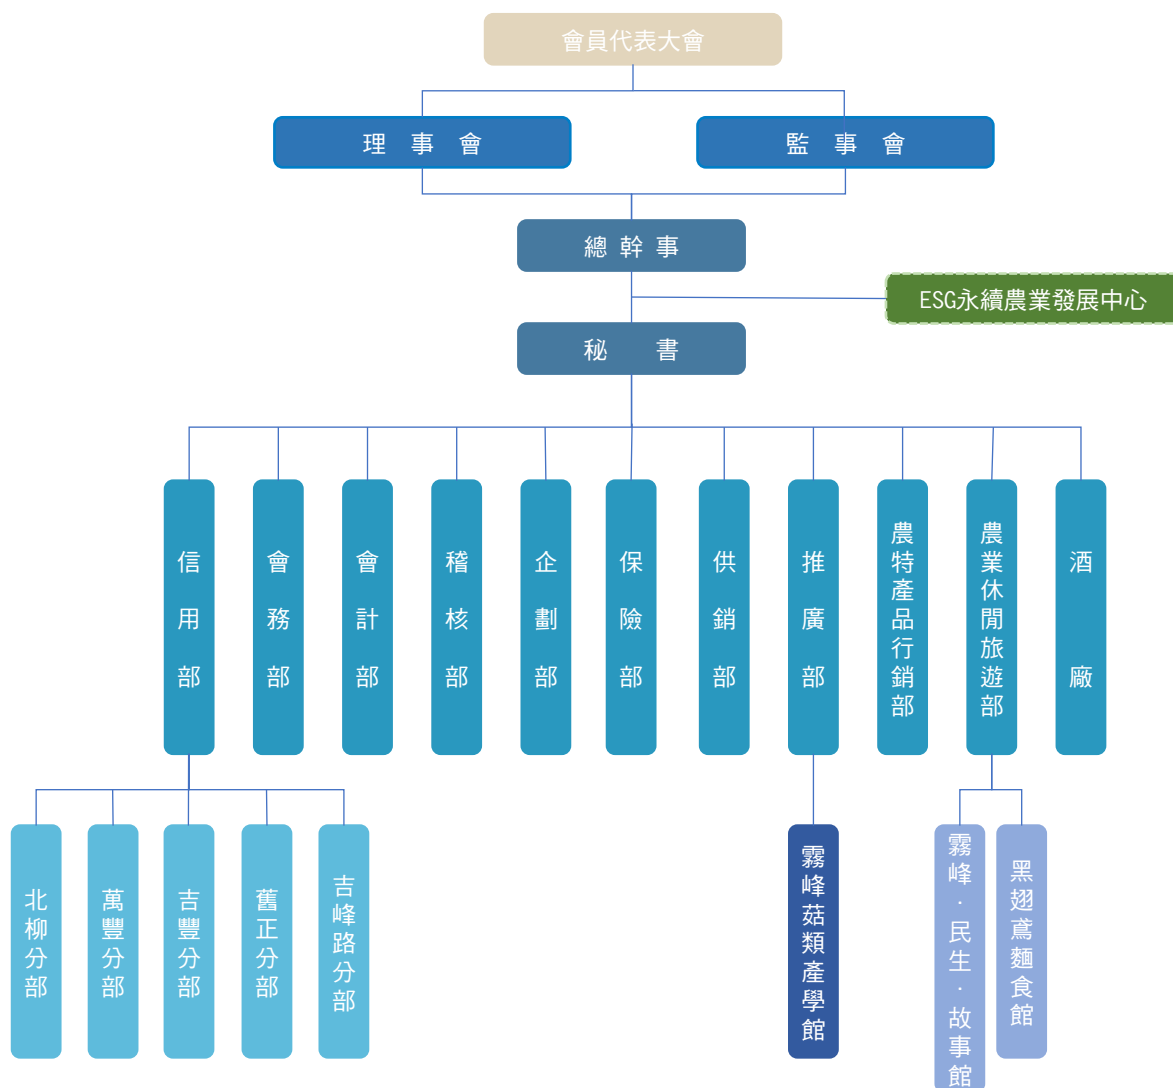 會員代表大會
理事會
監事會
總幹事
ESG永續農業發展中心
秘書
信用部
會務部
會計部
稽核部
企劃部
保險部
供銷部
推廣部
農特產品行銷部
農業休閒旅遊部
酒廠
北柳分部
萬豐分部
吉豐分部
舊正分部
吉峰路分部
霧峰菇類產學館
霧峰·民生·故事館
黑翅鳶麵食館